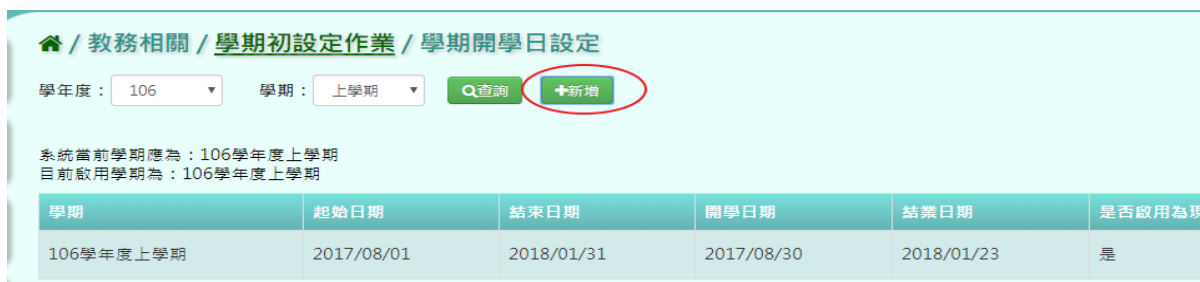 / 教務相關 / 學期初設定作業 / 學期開學日設定
學年度： 106 學期： 上學期 查詢 新增
系統當前學期應為：106學年度上學期
目前啟用學期為：106學年度上學期
學期 起始日期 結束日期 開學日期 結業日期 是否啟用為現
106學年度上學期 2017/08/01 2018/01/31 2017/08/30 2018/01/23 是